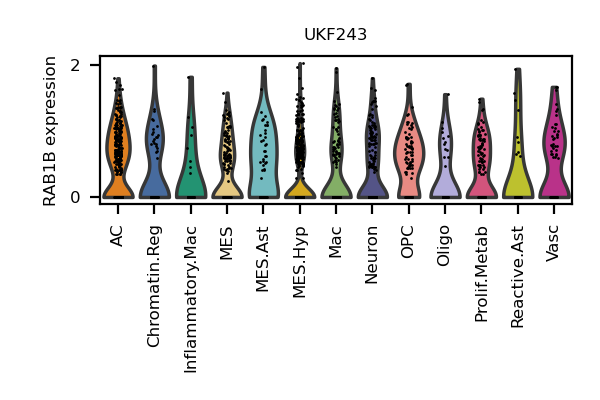 UKF243
RAB1B expression
2
0
AC
Chromatin.Reg
Inflammatory.Mac
MES
MES.Ast
MES.Hyp
Mac
Neuron
OPC
Oligo
Prolif.Metab
Reactive.Ast
Vasc